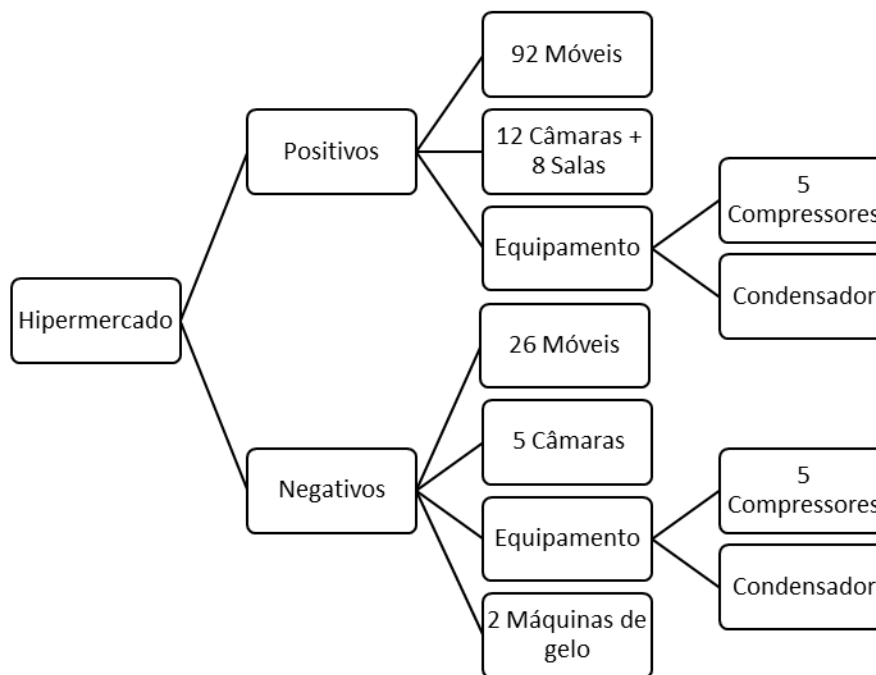 Hipermercado
Positivos
92 Móveis
12 Câmaras +
8 Salas
Equipamento
5
Compressores
Condensador
Negativos
26 Móveis
5 Câmaras
Equipamento
5
Compressores
Condensador
2 Máquinas de
gelo